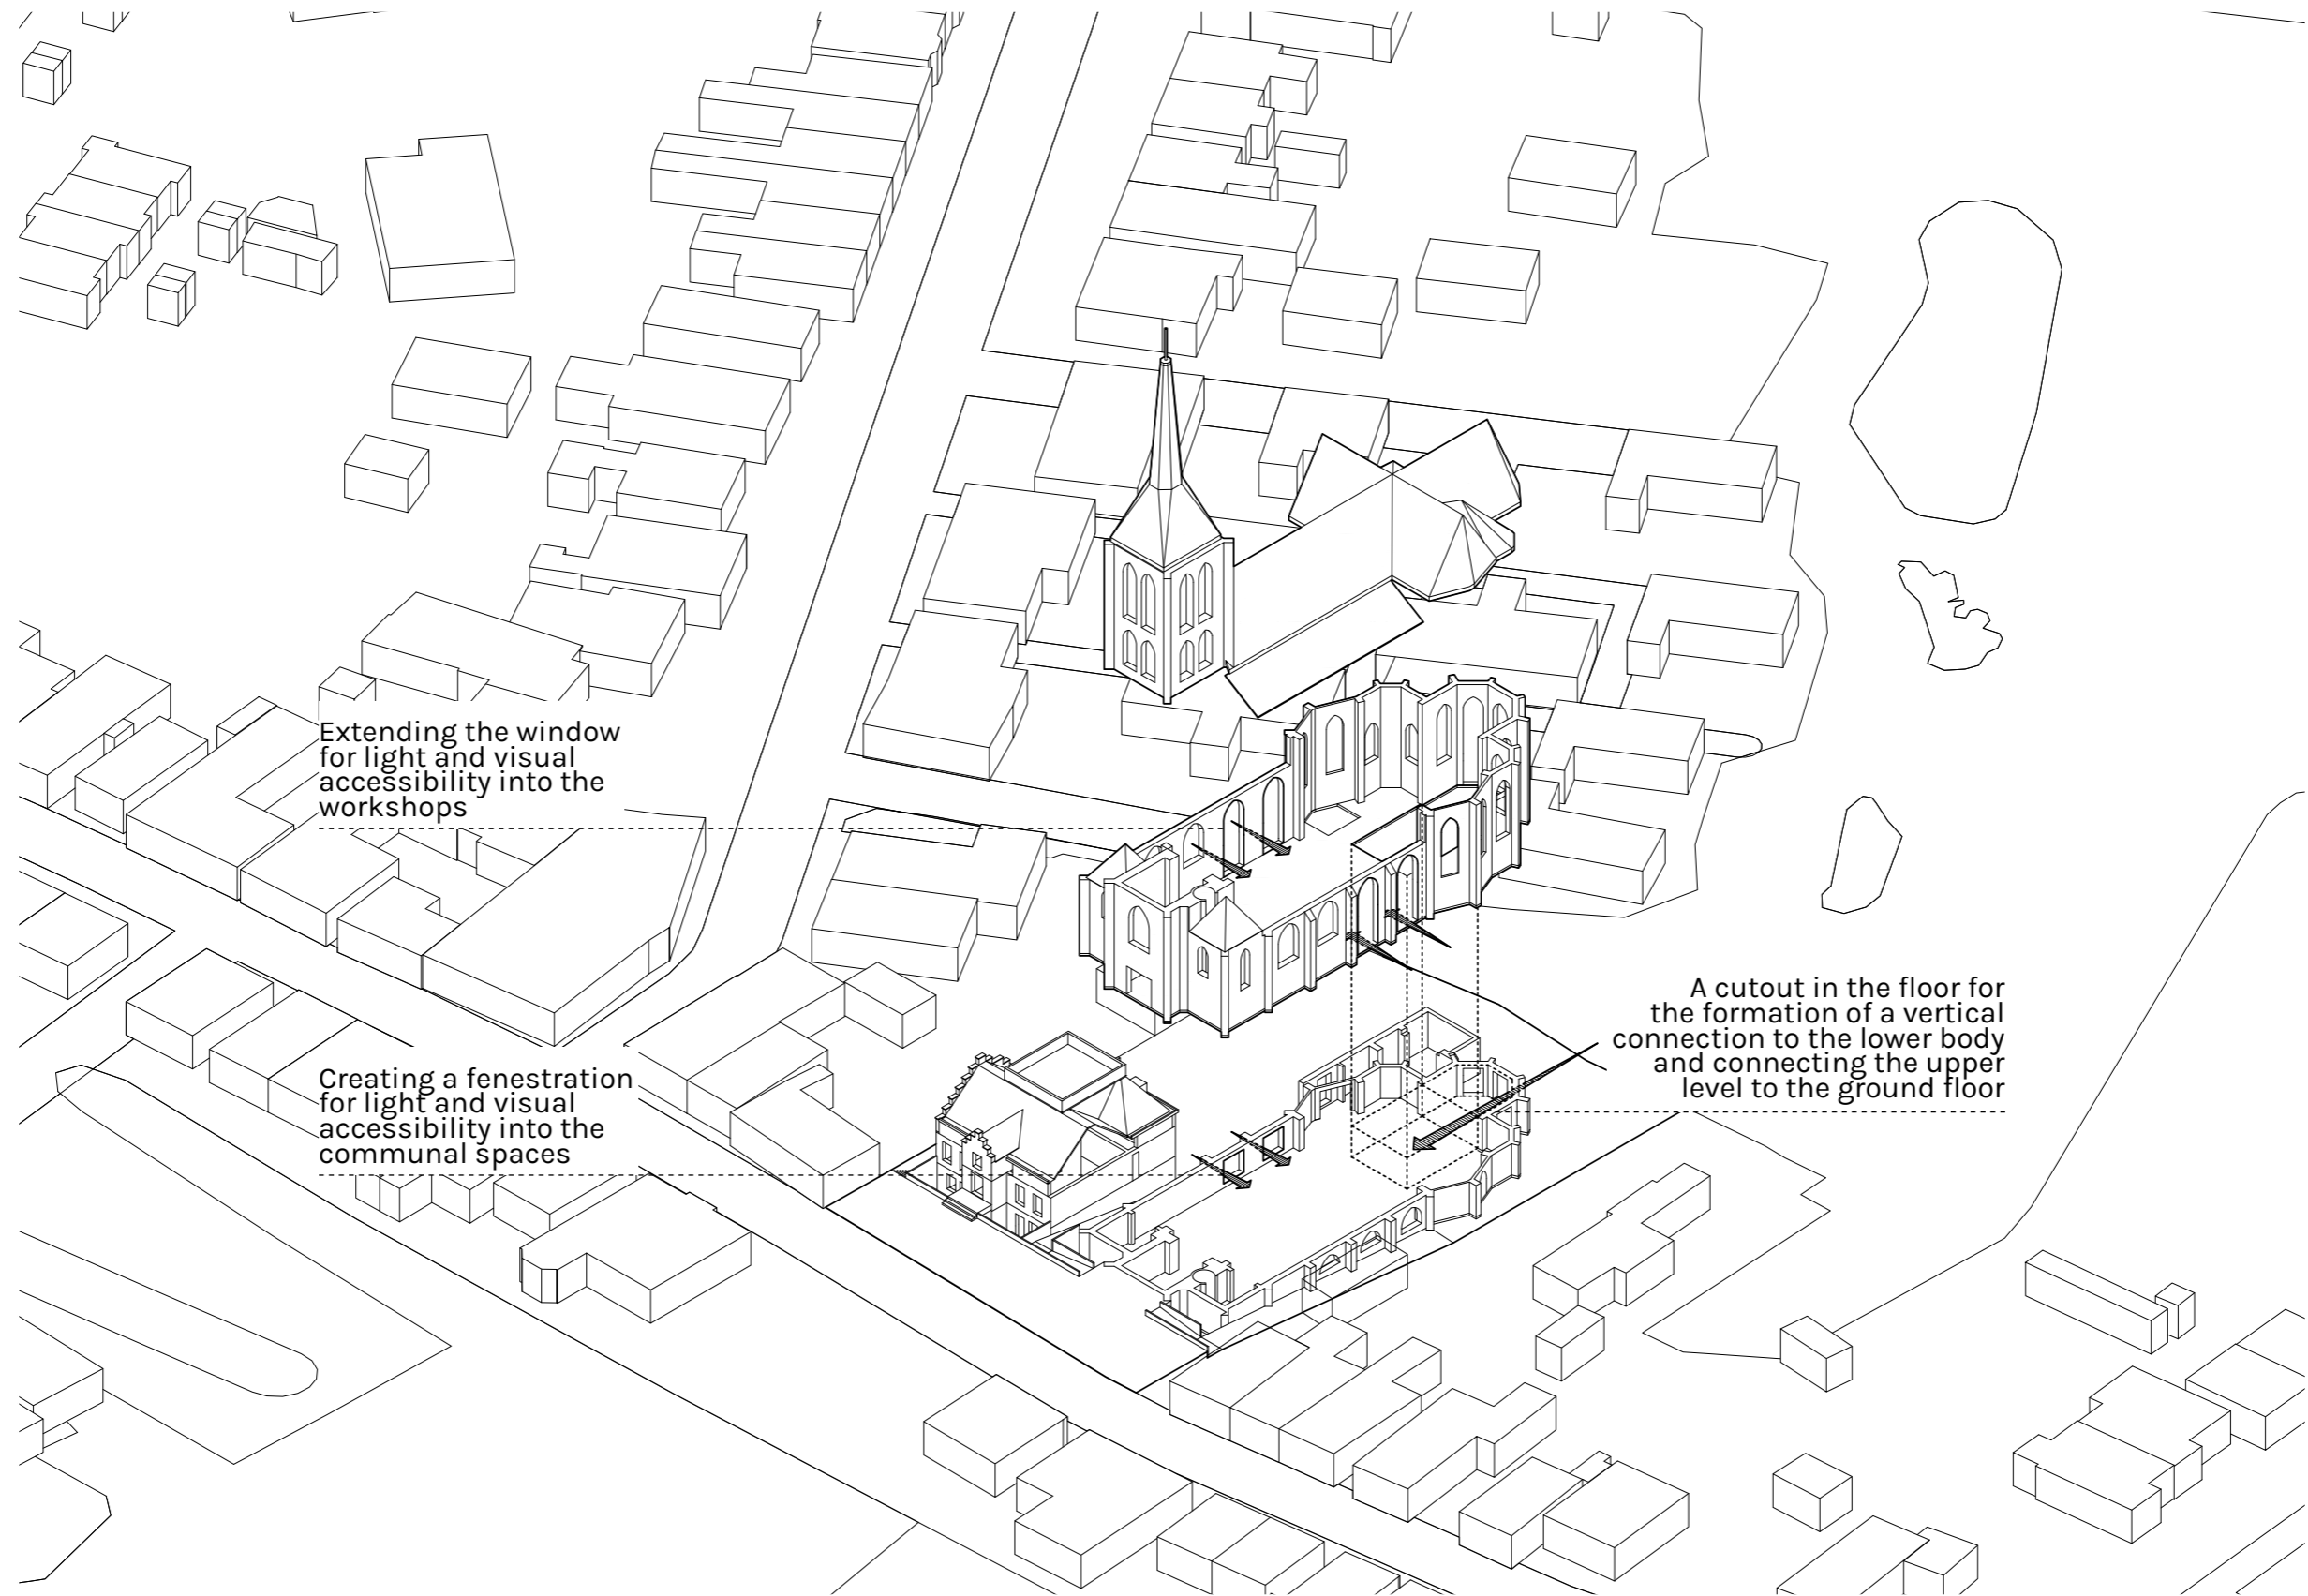 Extending the window
for light and visual
accessibility into the
workshops
A cutout in the floor for
the formation of a vertical
connection to the lower body
and connecting the upper
level to the ground floor
Creating a fenestration
for light and visual
accessibility into the
communal spaces